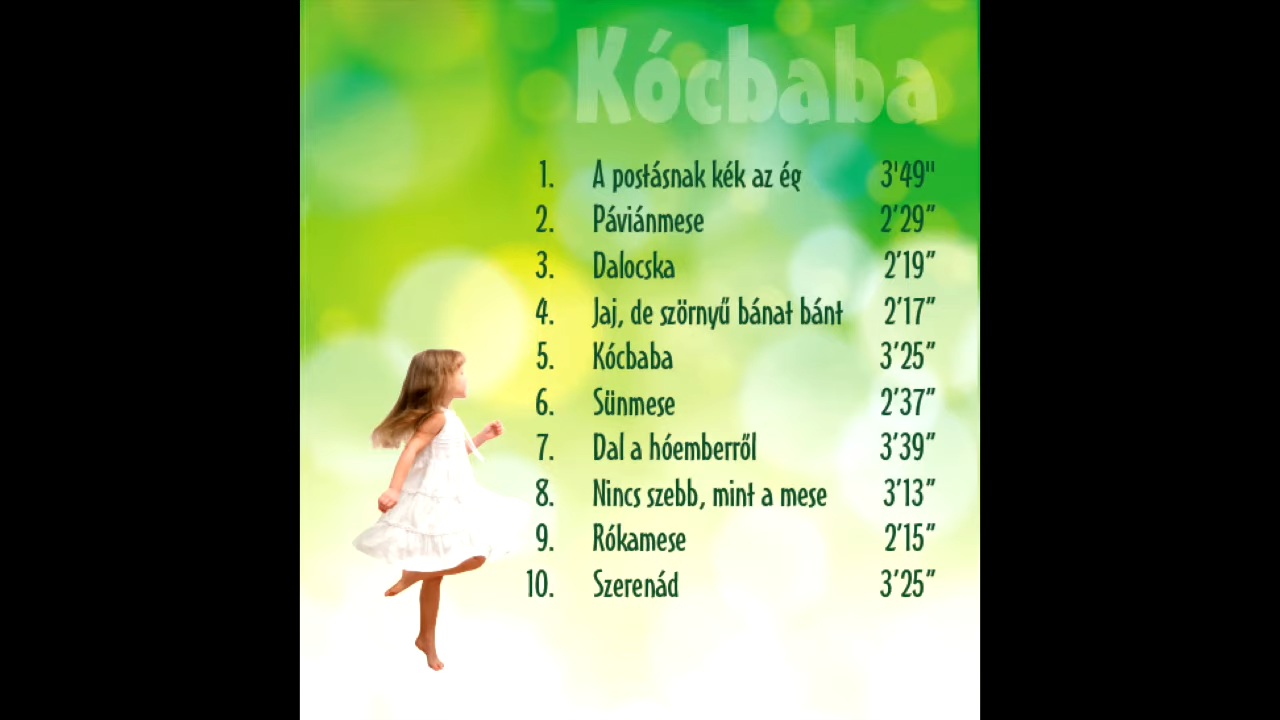 Kócbaba
1. A postásnak kék az ég 3'49"
2. Páviánmese 2'29”
3. Dalocska 2'19”
4. Jaj, de szörnyű bánat bánt 2'17”
5. Kócbaba 3'25”
6. Sünmese 2'37”
7. Dal a hóemberről 3'39”
8. Nincs szebb, mint a mese 3'13”
9. Rókamese 2'15”
10. Szerenád 3'25”